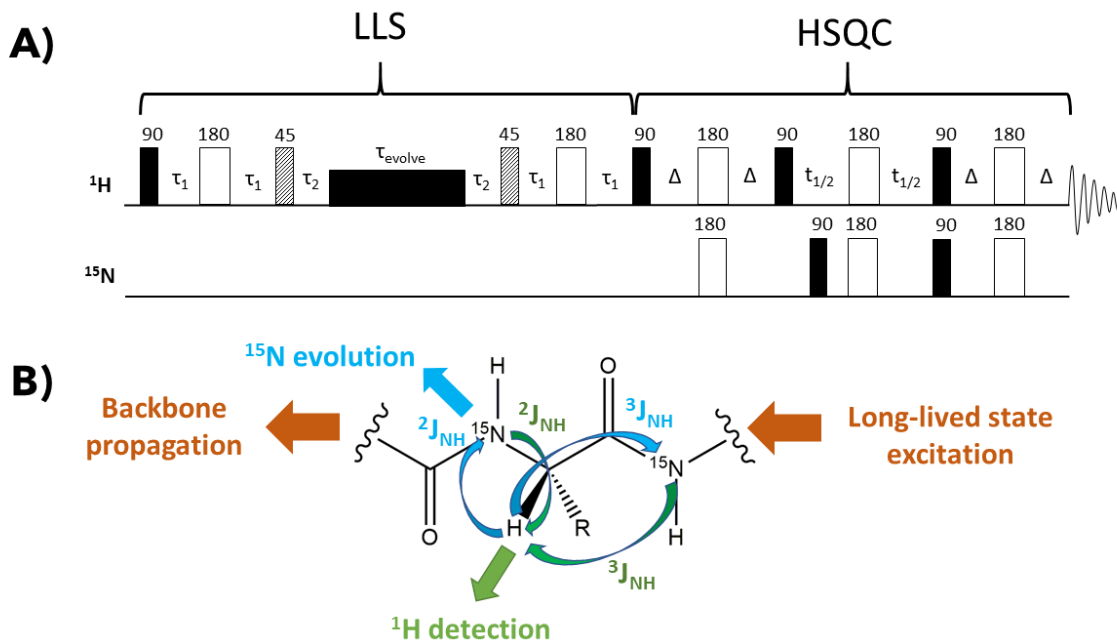 A)
LLS
HSQC
90 180 45 45 180 90 180 90 180 90 180
¹H τ₁ τ₁ τ₂ τevolve τ₂ τ₁ τ₁ Δ Δ t₁/₂ t₁/₂ Δ Δ
180 90 180 90 180
¹⁵N
B)
¹⁵N evolution
H
O
Backbone
propagation
²JNH
¹⁵N
²JNH
³JNH
Long-lived state
excitation
¹⁵N
O
H
R
H
³JNH
¹H detection